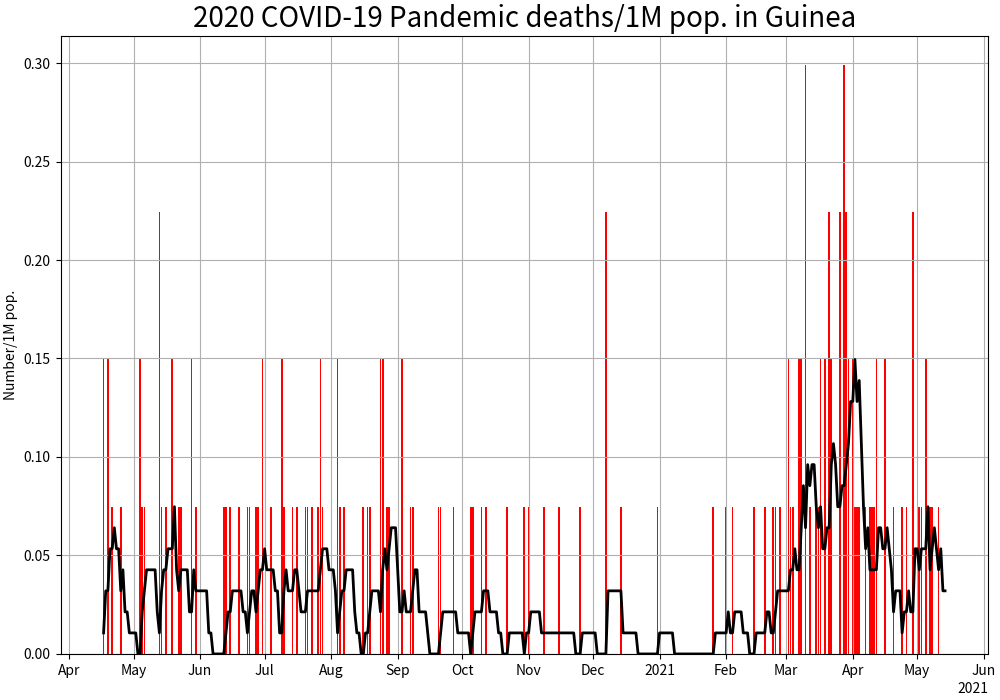 2020 COVID-19 Pandemic deaths/1M pop. in Guinea
Number/1M pop.
0.30
0.25
0.20
0.15
0.10
0.05
0.00
Apr May Jun Jul Aug Sep Oct Nov Dec 2021 Feb Mar Apr May Jun
2021